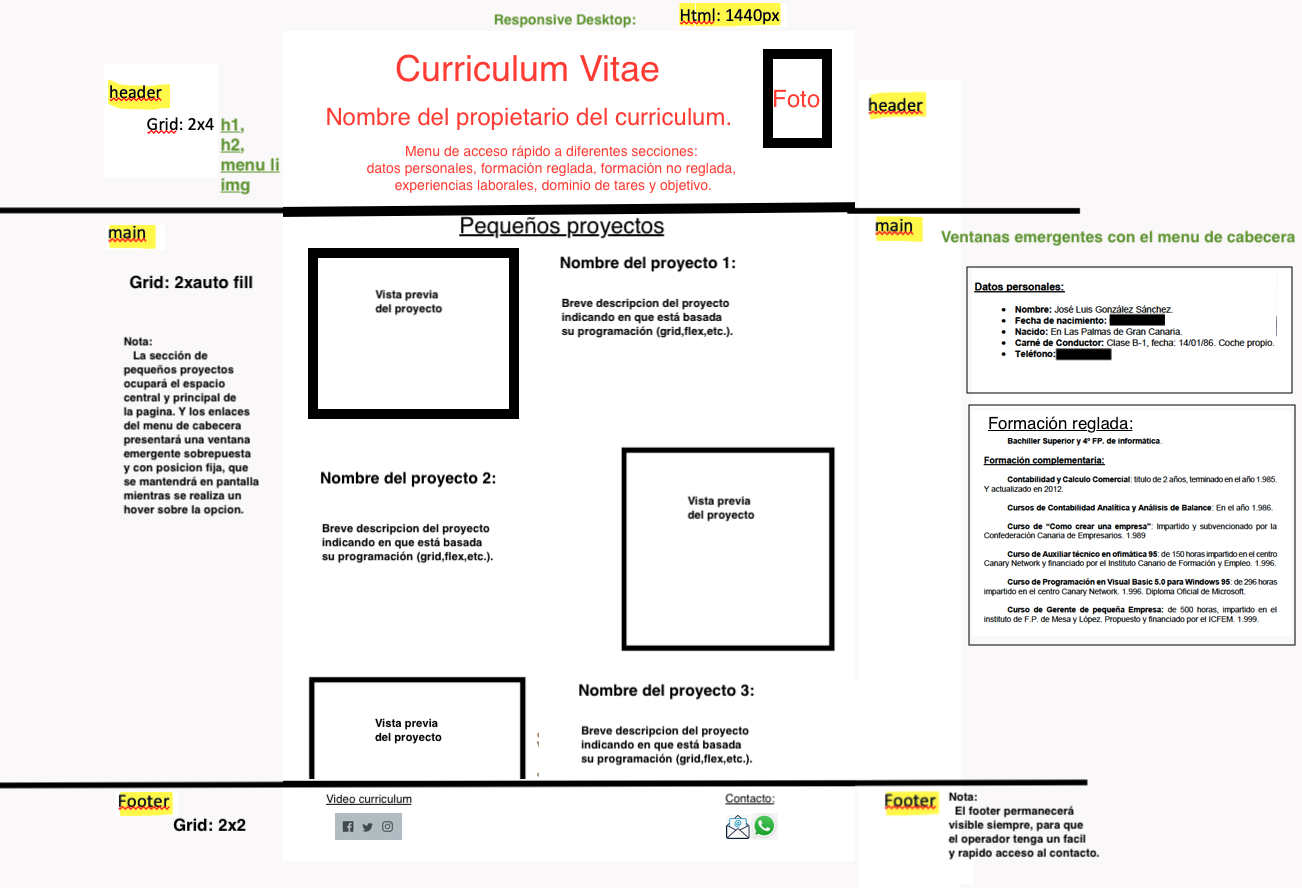 Responsive Desktop:
Html: 1440px
header
Grid: 2x4
h1,
h2,
menu li
img
Curriculum Vitae
Nombre del propietario del curriculum.
Menu de acceso rápido a diferentes secciones:
datos personales, formación reglada, formación no reglada,
experiencias laborales, dominio de tares y objetivo.
Foto
header
main
Grid: 2xauto fill
Nota:
La sección de
pequeños proyectos
ocupará el espacio
central y principal de
la pagina. Y los enlaces
del menu de cabecera
presentará una ventana
emergente sobrepuesta
y con posicion fija, que
se mantendrá en pantalla
mientras se realiza un
hover sobre la opcion.
Pequeños proyectos
Vista previa
del proyecto
Nombre del proyecto 1:
Breve descripcion del proyecto
indicando en que está basada
su programación (grid,flex,etc.).
Nombre del proyecto 2:
Breve descripcion del proyecto
indicando en que está basada
su programación (grid,flex,etc.).
Vista previa
del proyecto
Vista previa
del proyecto
Nombre del proyecto 3:
Breve descripcion del proyecto
indicando en que está basada
su programación (grid,flex,etc.).
main
Ventanas emergentes con el menu de cabecera
Datos personales:
• Nombre: José Luis González Sánchez.
• Fecha de nacimiento:
• Nacido: En Las Palmas de Gran Canaria.
• Carné de Conductor: Clase B-1, fecha: 14/01/86. Coche propio.
• Teléfono:
Formación reglada:
Bachiller Superior y 4º FP. de informática.
Formación complementaria:
Contabilidad y Calculo Comercial: titulo de 2 años, terminado en el año 1.985.
Y actualizado en 2012.
Cursos de Contabilidad Analítica y Análisis de Balance: En el año 1.986.
Curso de “Como crear una empresa”: Impartido y subvencionado por la
Confederación Canaria de Empresarios. 1.989
Curso de Auxiliar técnico en ofimática 95: de 150 horas impartido en el centro
Canary Network y financiado por el Instituto Canario de Formación y Empleo. 1.996.
Curso de Programación en Visual Basic 5.0 para Windows 95: de 296 horas
impartido en el centro Canary Network. 1.996. Diploma Oficial de Microsoft.
Curso de Gerente de pequeña Empresa: de 500 horas, impartido en el
instituto de F.P. de Mesa y López. Propuesto y financiado por el ICFEM. 1.999.
Footer
Grid: 2x2
Video curriculum
Contacto:
Footer
Nota:
El footer permanecerá
visible siempre, para que
el operador tenga un facil
y rapido acceso al contacto.